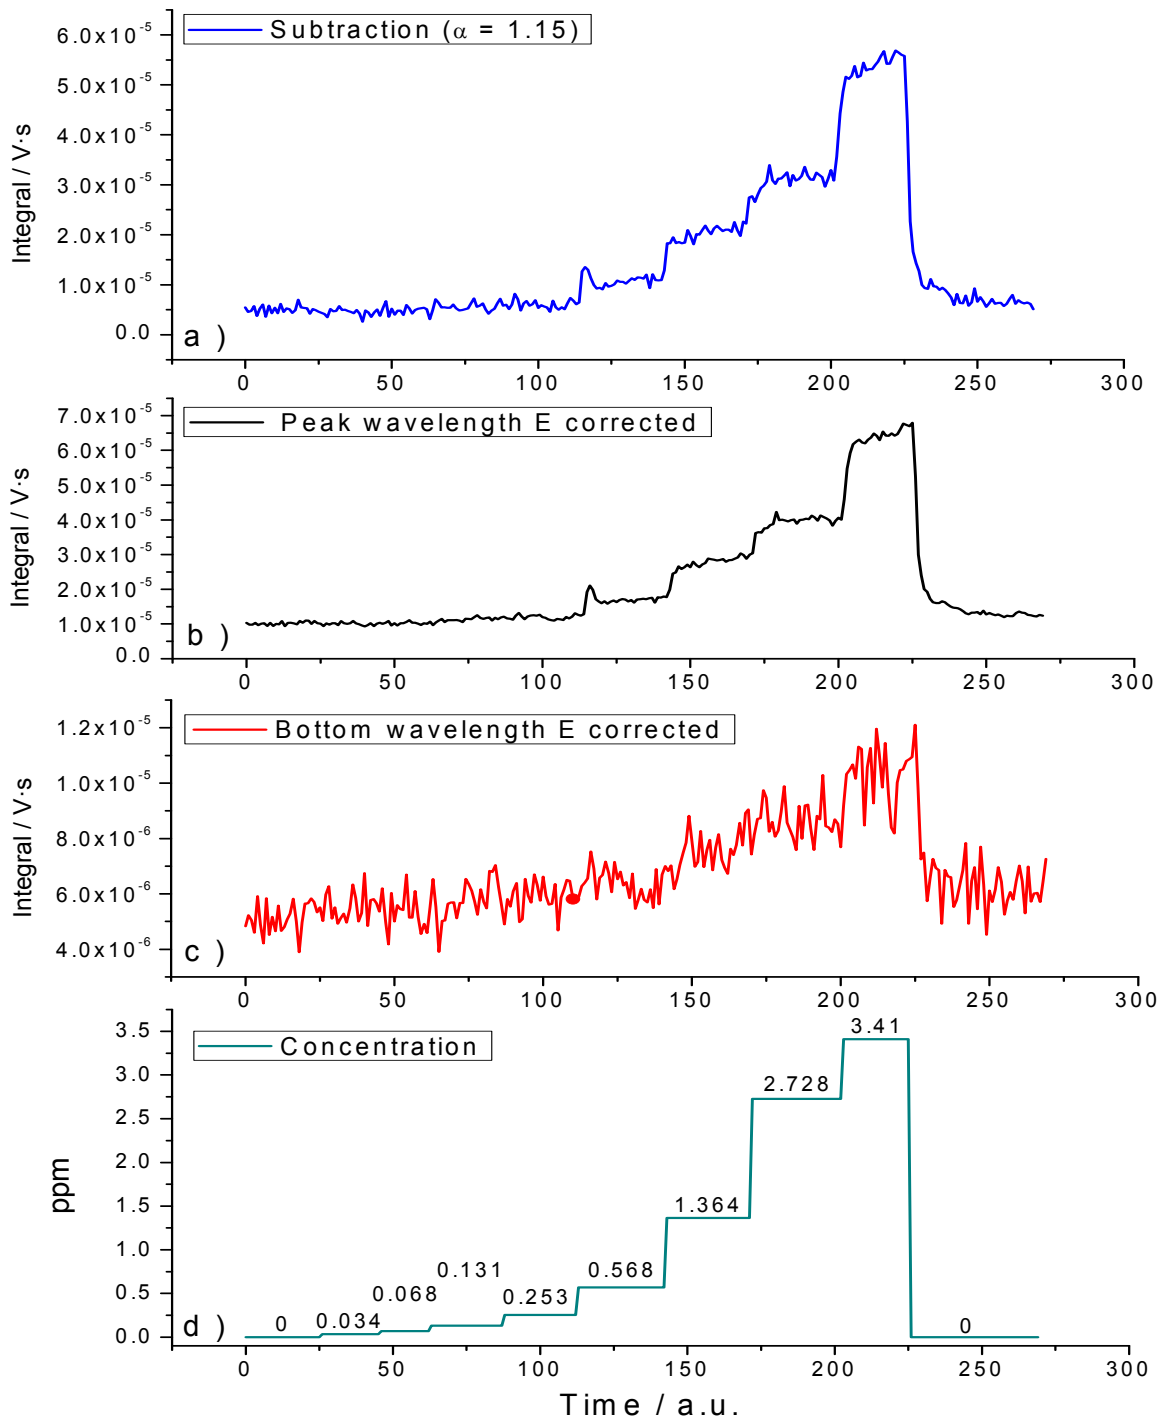 Subtraction (α = 1.15)
6.0x10⁻⁵
5.0x10⁻⁵
4.0x10⁻⁵
3.0x10⁻⁵
2.0x10⁻⁵
1.0x10⁻⁵
0.0
Integral / V·s
a )
0 50 100 150 200 250 300
Peak wavelength E corrected
7.0x10⁻⁵
6.0x10⁻⁵
5.0x10⁻⁵
4.0x10⁻⁵
3.0x10⁻⁵
2.0x10⁻⁵
1.0x10⁻⁵
0.0
Integral / V·s
b )
0 50 100 150 200 250 300
Bottom wavelength E corrected
1.2x10⁻⁵
1.0x10⁻⁵
8.0x10⁻⁶
6.0x10⁻⁶
4.0x10⁻⁶
Integral / V·s
c )
0 50 100 150 200 250 300
Concentration
3.5
3.0
2.5
2.0
1.5
1.0
0.5
0.0
ppm
d )
0
0.034
0.068
0.131
0.253
0.568
1.364
2.728
3.41
0
0 50 100 150 200 250 300
Time / a.u.